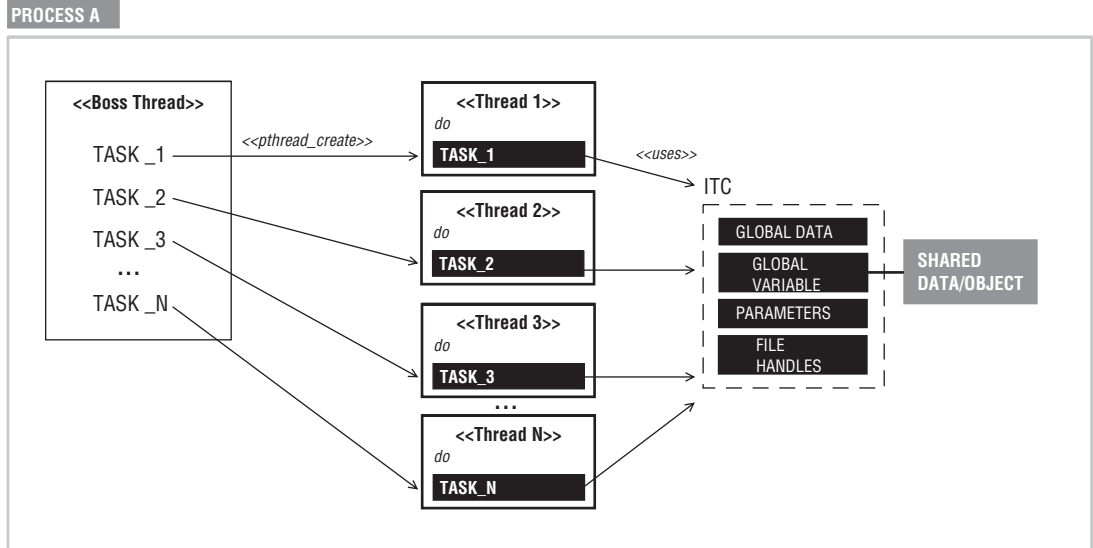 PROCESS A
<<Boss Thread>>
TASK _1
TASK _2
TASK _3
...
TASK _N
<<pthread_create>>
<<Thread 1>>
do
TASK_1
<<Thread 2>>
do
TASK_2
<<Thread 3>>
do
TASK_3
...
<<Thread N>>
do
TASK_N
<<uses>>
ITC
GLOBAL DATA
GLOBAL
VARIABLE
PARAMETERS
FILE
HANDLES
SHARED
DATA/OBJECT